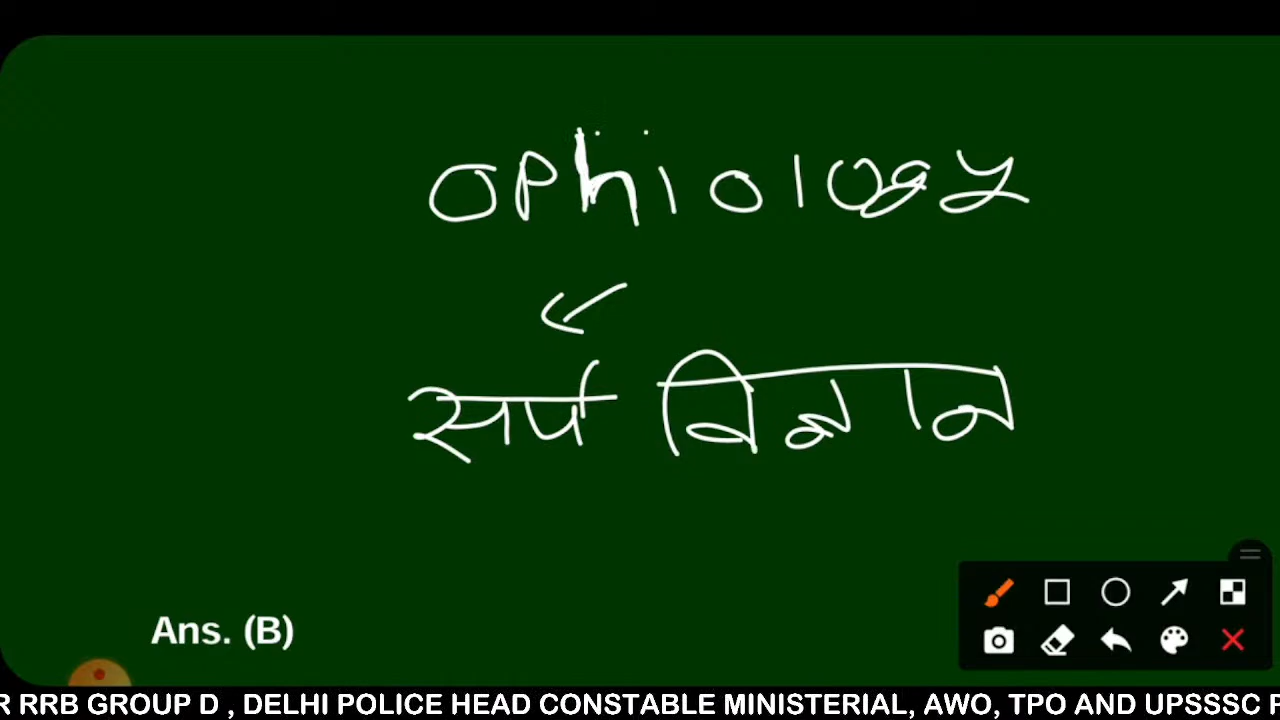 ophiology
सर्प विज्ञान
Ans. (B)
R RRB GROUP D , DELHI POLICE HEAD CONSTABLE MINISTERIAL, AWO, TPO AND UPSSSC